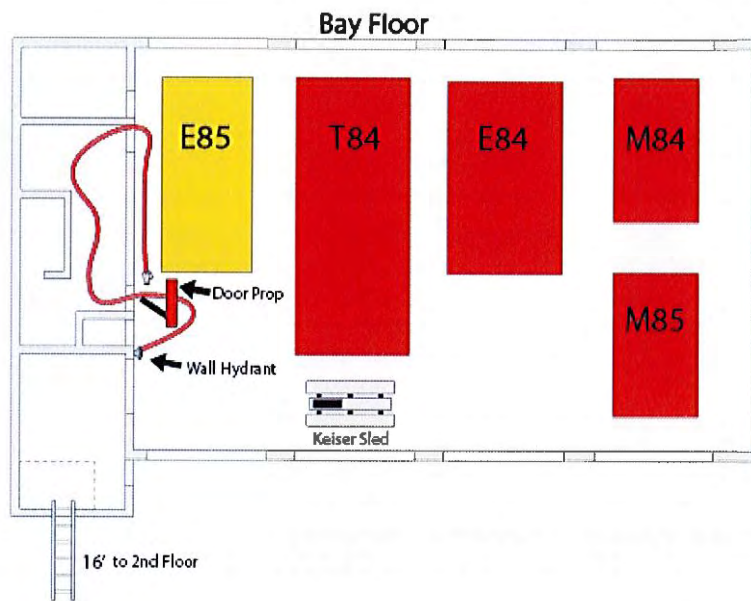 Bay Floor
E85
T84
E84
M84
Door Prop
M85
Wall Hydrant
Keiser Sled
16' to 2nd Floor